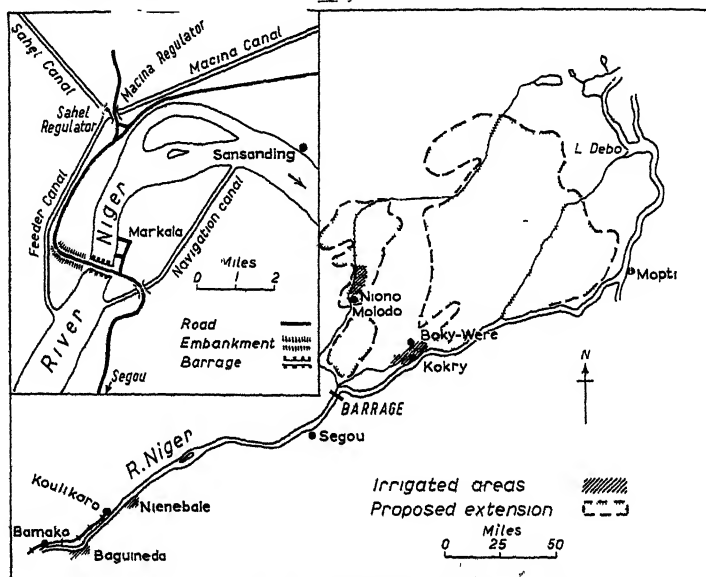 Sahel Canal
Macina Regulator
Macina Canal
Sahel
Regulator
Sansanding
Feeder Canal
Niger
Markala
Navigation canal
Miles
0 1 2
River
Road
Embankment
Barrage
Segou
L Debo
Mopti
Niono
Molodo
Boky-Were
Kokry
N
BARRAGE
Segou
R. Niger
Koulikoro
Nienebale
Bamako
Baguineda
Irrigated areas
Proposed extension
Miles
0 25 50